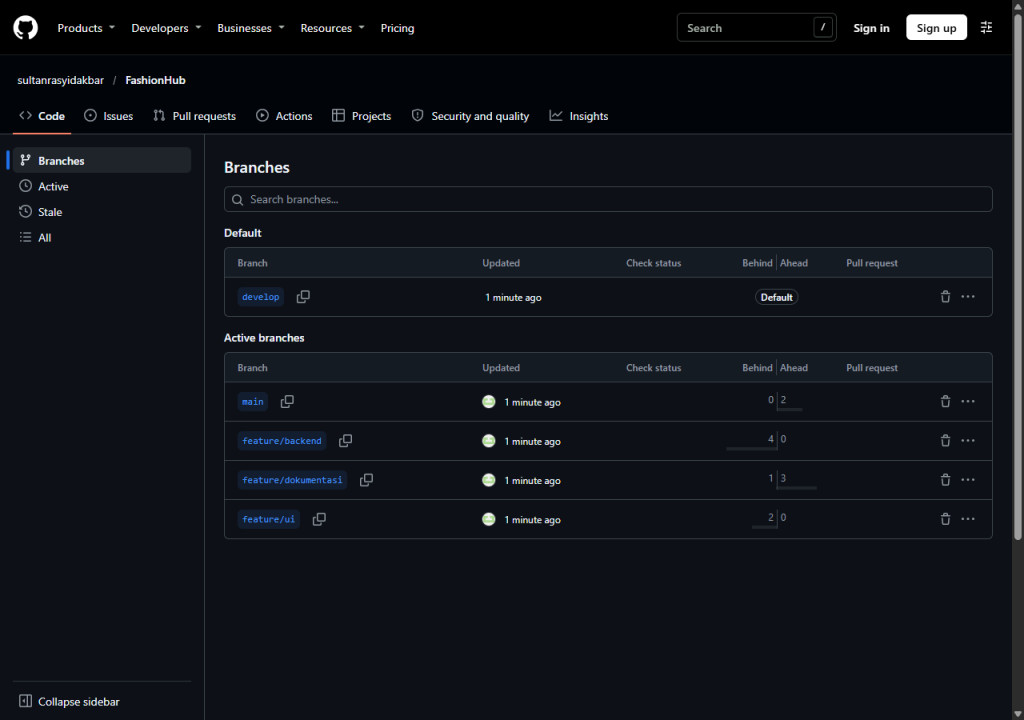 Products Developers Businesses Resources Pricing Search / Sign in Sign up
sultanrasyidakbar / FashionHub
Code Issues Pull requests Actions Projects Security and quality Insights
Branches
Active
Stale
All
Collapse sidebar
Branches
Search branches...
Default
Branch Updated Check status Behind Ahead Pull request
develop 1 minute ago Default
Active branches
Branch Updated Check status Behind Ahead Pull request
main 1 minute ago 0 2
feature/backend 1 minute ago 4 0
feature/dokumentasi 1 minute ago 1 3
feature/ui 1 minute ago 2 0